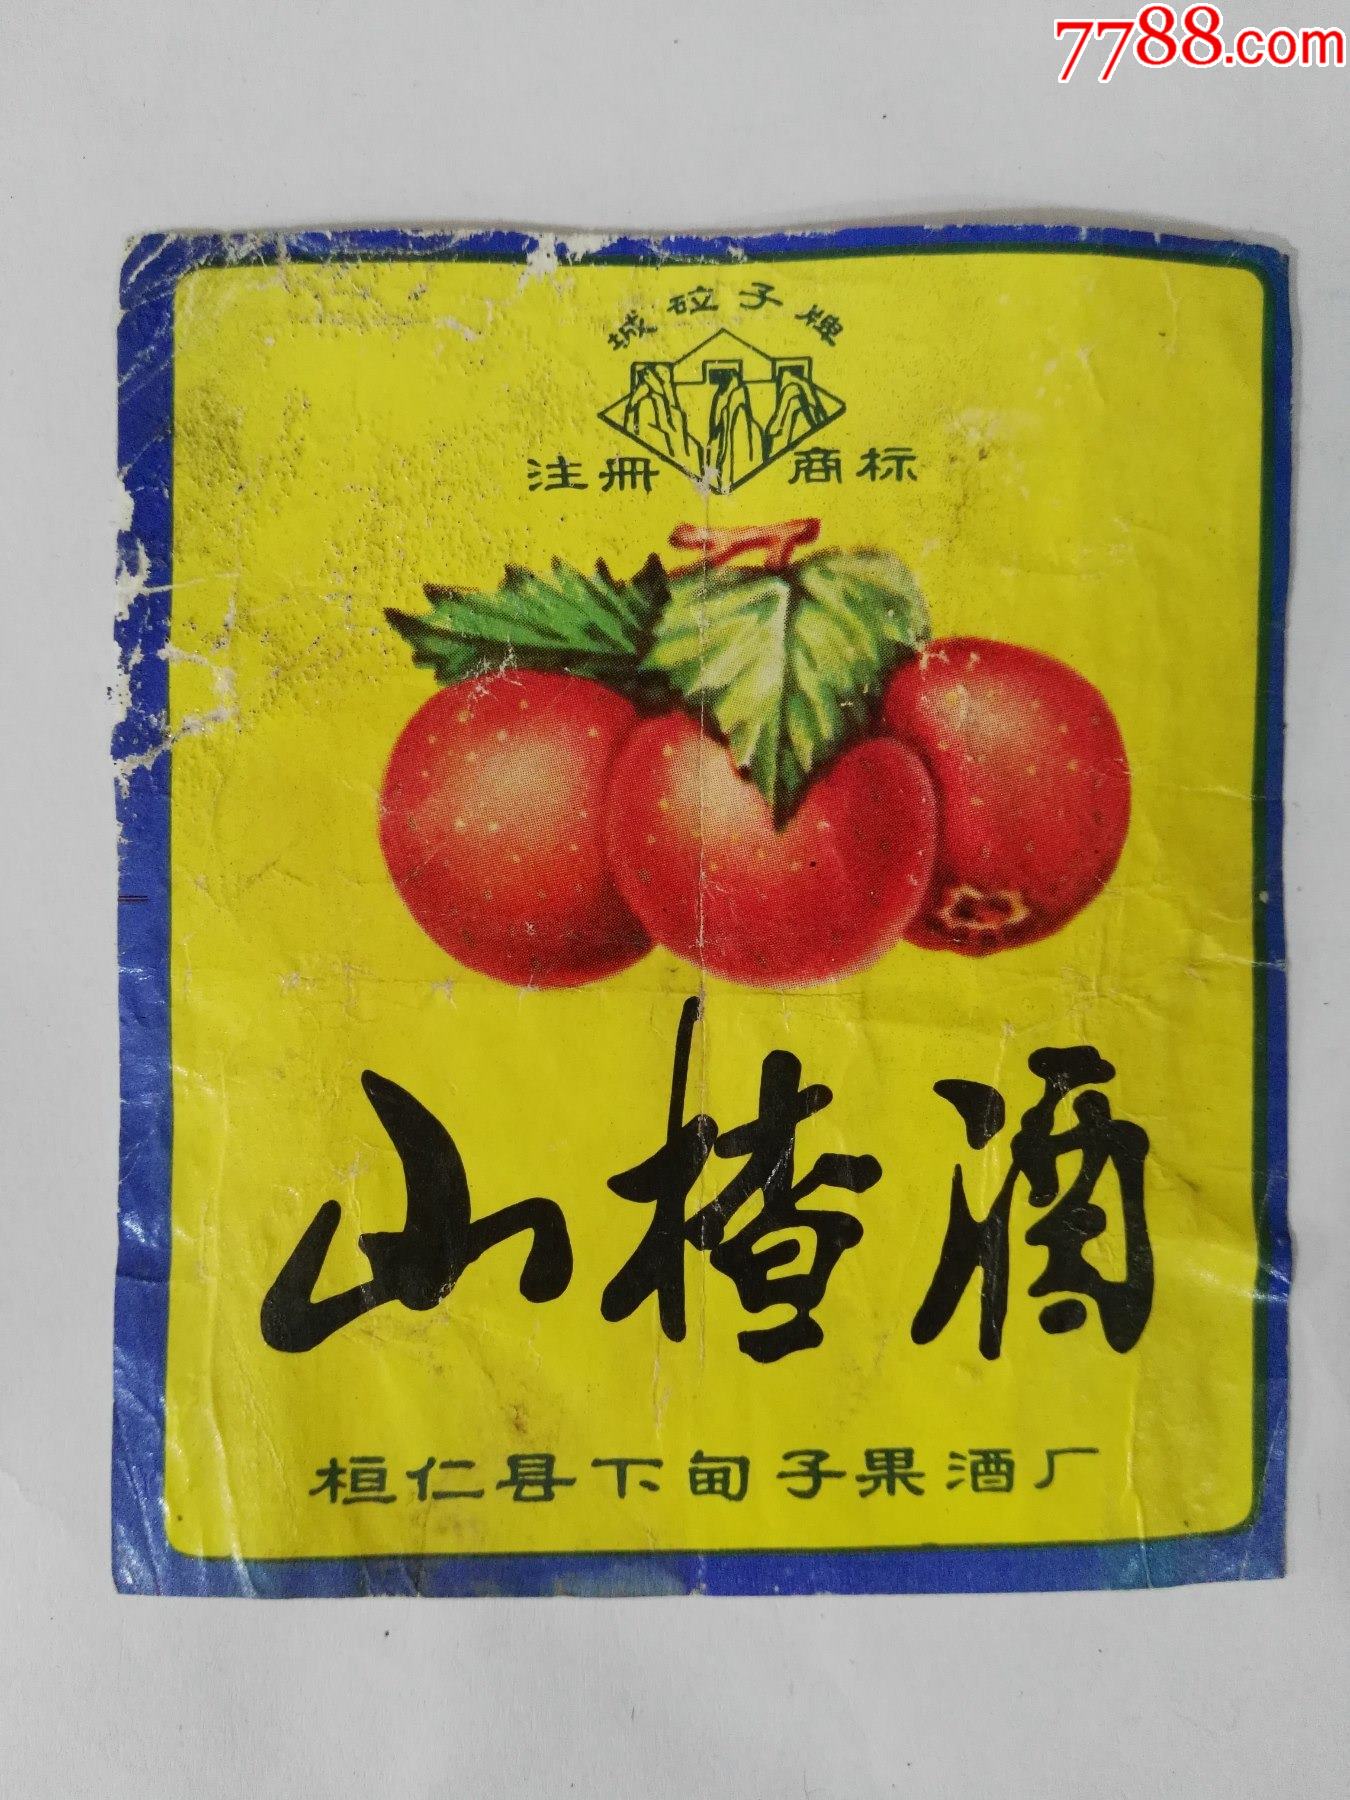 7788.com
城砬子牌
注册 商标
山楂酒
桓仁县下甸子果酒厂